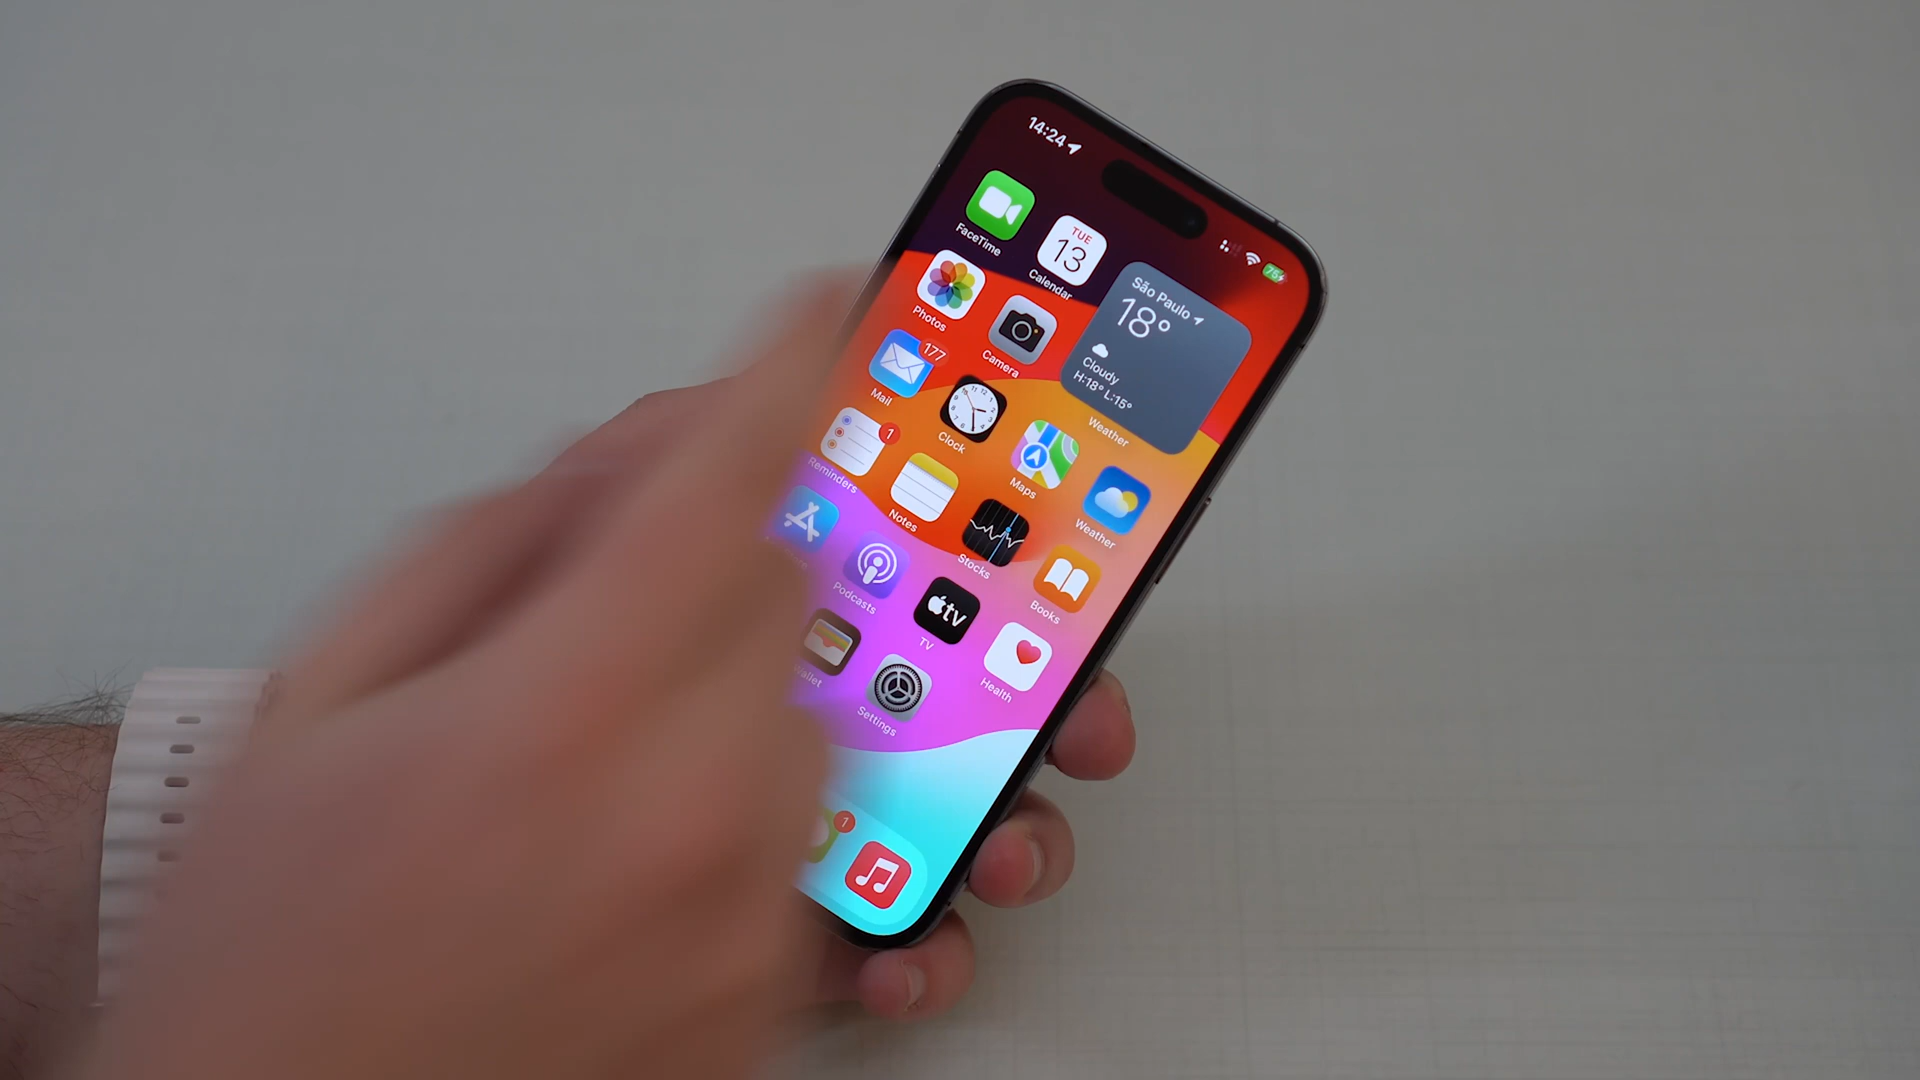 14:24
75
FaceTime
TUE
13
Calendar
São Paulo
18°
Cloudy
H:18° L:15°
Weather
Photos
Camera
177
Mail
Clock
Maps
Weather
1
Reminders
Notes
Stocks
Books
Podcasts
tv
TV
Health
Settings
1